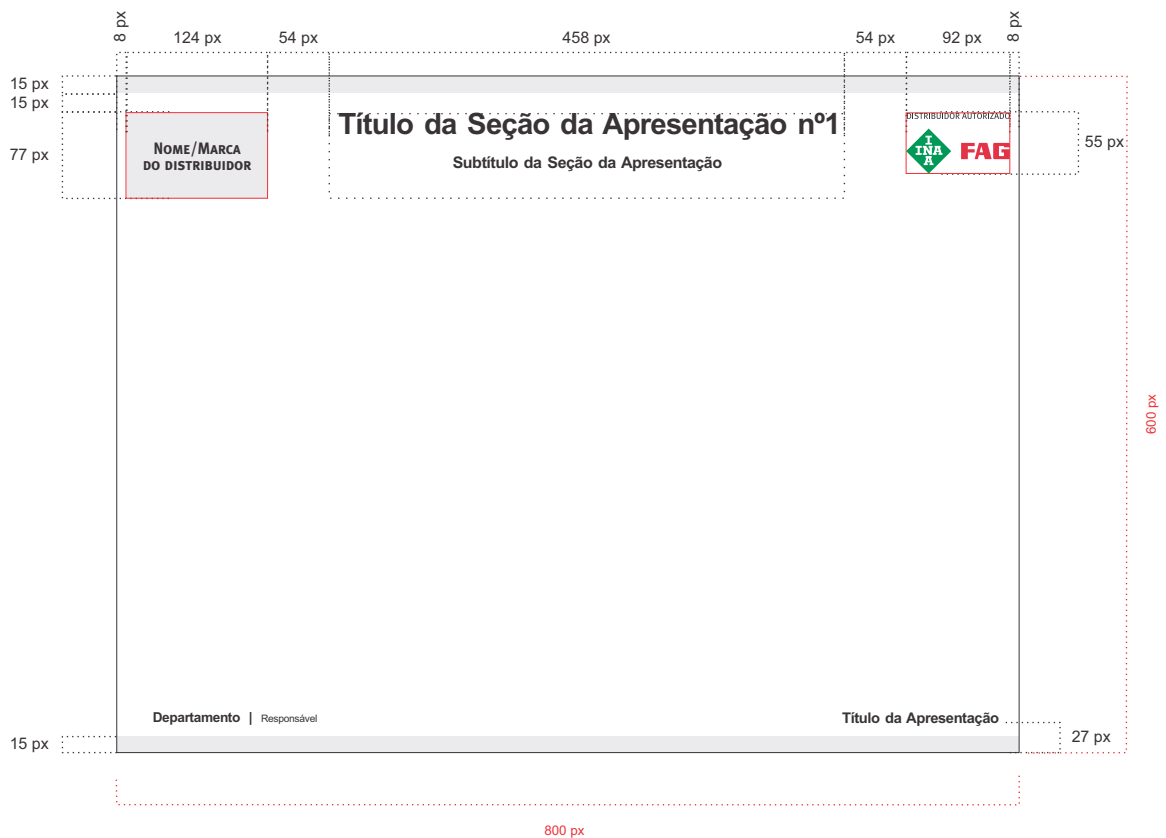 8 px
124 px
54 px
458 px
54 px
92 px
8 px
15 px
15 px
77 px
NOME/MARCA
DO DISTRIBUIDOR
Título da Seção da Apresentação nº1
Subtítulo da Seção da Apresentação
DISTRIBUIDOR AUTORIZADO
INA
INA
FAG
55 px
600 px
Departamento | Responsável
Título da Apresentação
15 px
27 px
800 px